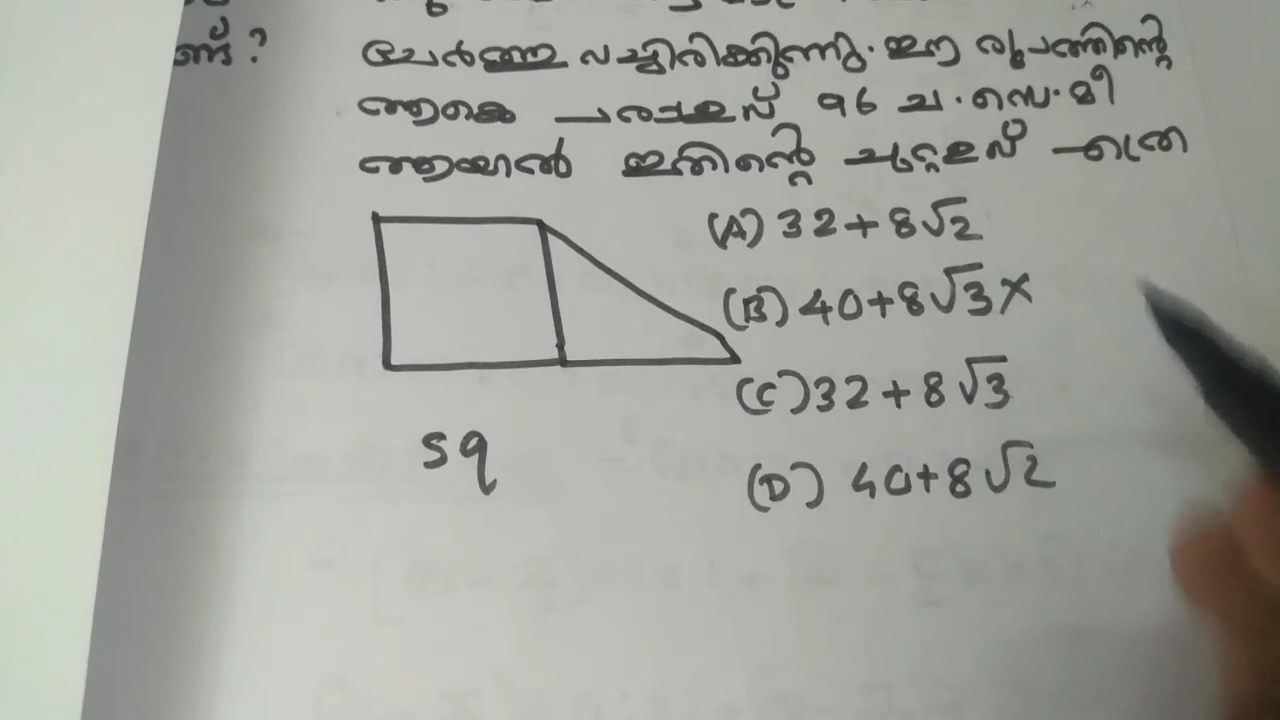 ണ്?
ചേർത്തു വച്ചിരിക്കുന്നു. ഈ രൂപത്തിന്റെ
ആകെ പരപ്പളവ് 96 ച.സെ.മീ
ആയാൽ ഇതിന്റെ ചുറ്റളവ് എത്ര
(A) 32+8√2
(B) 40+8√3 x
(C) 32+8√3
(D) 40+8√2
sq